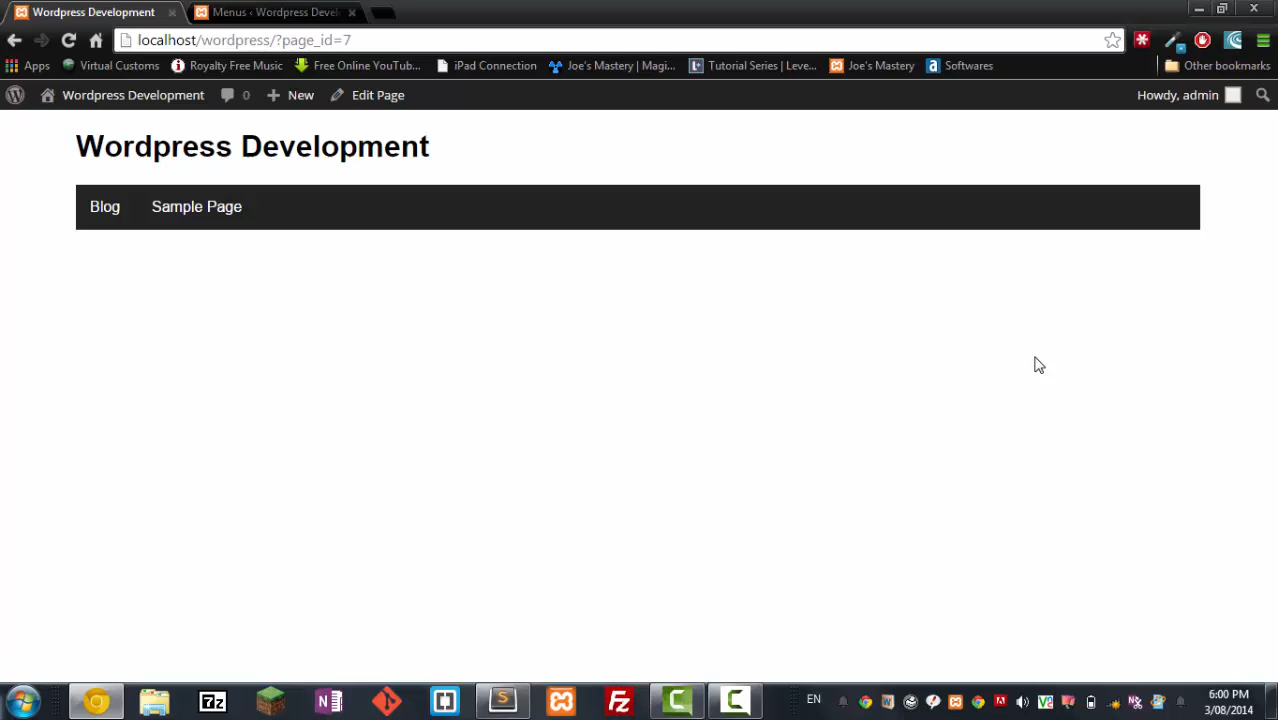 Wordpress Development
Menus ‹ Wordpress Devel
localhost/wordpress/?page_id=7
Apps Virtual Customs Royalty Free Music Free Online YouTub... iPad Connection Joe's Mastery | Magi... Tutorial Series | Leve... Joe's Mastery Softwares Other bookmarks
Wordpress Development 0 New Edit Page Howdy, admin
Wordpress Development
Blog Sample Page
EN
6:00 PM
3/08/2014